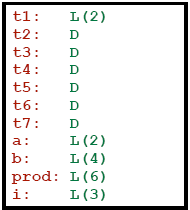 t1: L(2)
t2: D
t3: D
t4: D
t5: D
t6: D
t7: D
a: L(2)
b: L(4)
prod: L(6)
i: L(3)